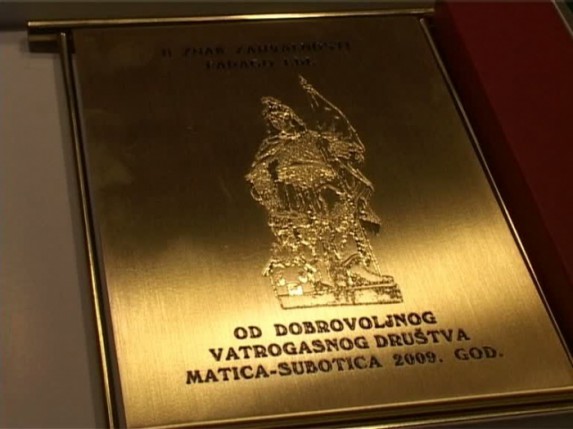 U ZNAK ZAHVALNOSTI
OD DOBROVOLJNOG
VATROGASNOG DRUŠTVA
MATICA-SUBOTICA 2009. GOD.